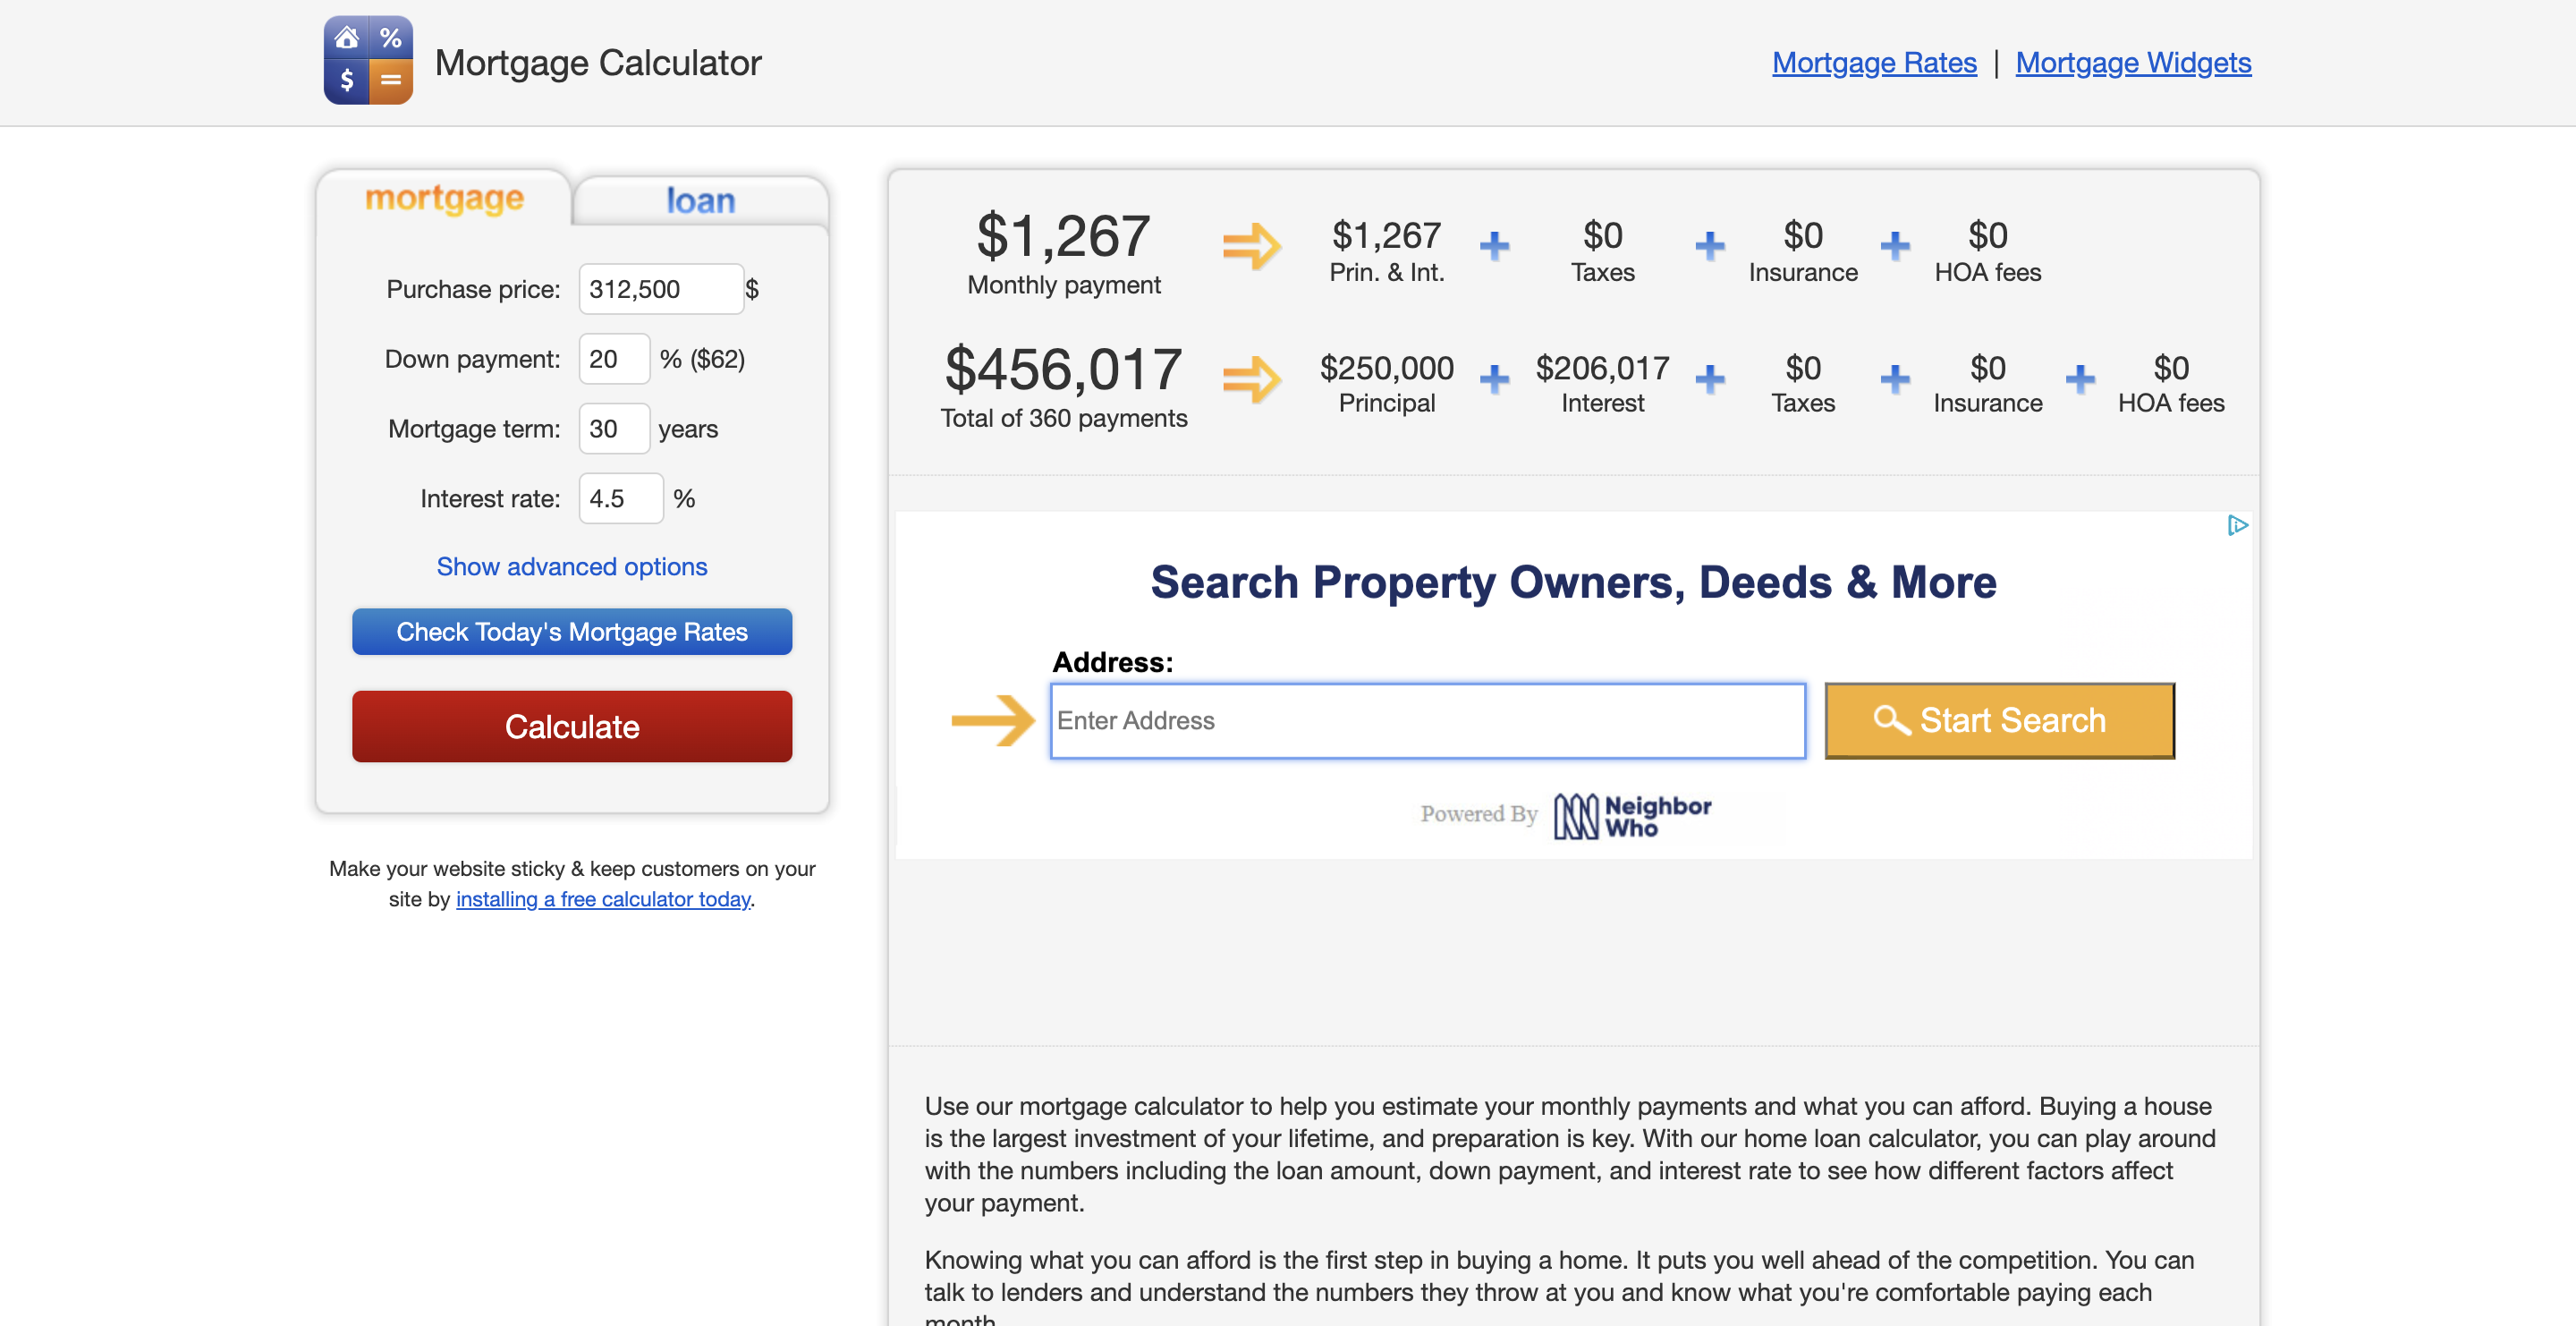 % $ =
Mortgage Calculator
Mortgage Rates | Mortgage Widgets
mortgage
loan
Purchase price: 312,500 $
Down payment: 20 % ($62)
Mortgage term: 30 years
Interest rate: 4.5 %
Show advanced options
Check Today's Mortgage Rates
Calculate
Make your website sticky & keep customers on your
site by installing a free calculator today.
$1,267 $1,267 + $0 + $0 + $0
Monthly payment Prin. & Int. Taxes Insurance HOA fees
$456,017 $250,000 + $206,017 + $0 + $0 + $0
Total of 360 payments Principal Interest Taxes Insurance HOA fees
Search Property Owners, Deeds & More
Address:
Enter Address
Start Search
Powered By Neighbor
Who
Use our mortgage calculator to help you estimate your monthly payments and what you can afford. Buying a house
is the largest investment of your lifetime, and preparation is key. With our home loan calculator, you can play around
with the numbers including the loan amount, down payment, and interest rate to see how different factors affect
your payment.
Knowing what you can afford is the first step in buying a home. It puts you well ahead of the competition. You can
talk to lenders and understand the numbers they throw at you and know what you're comfortable paying each
month.